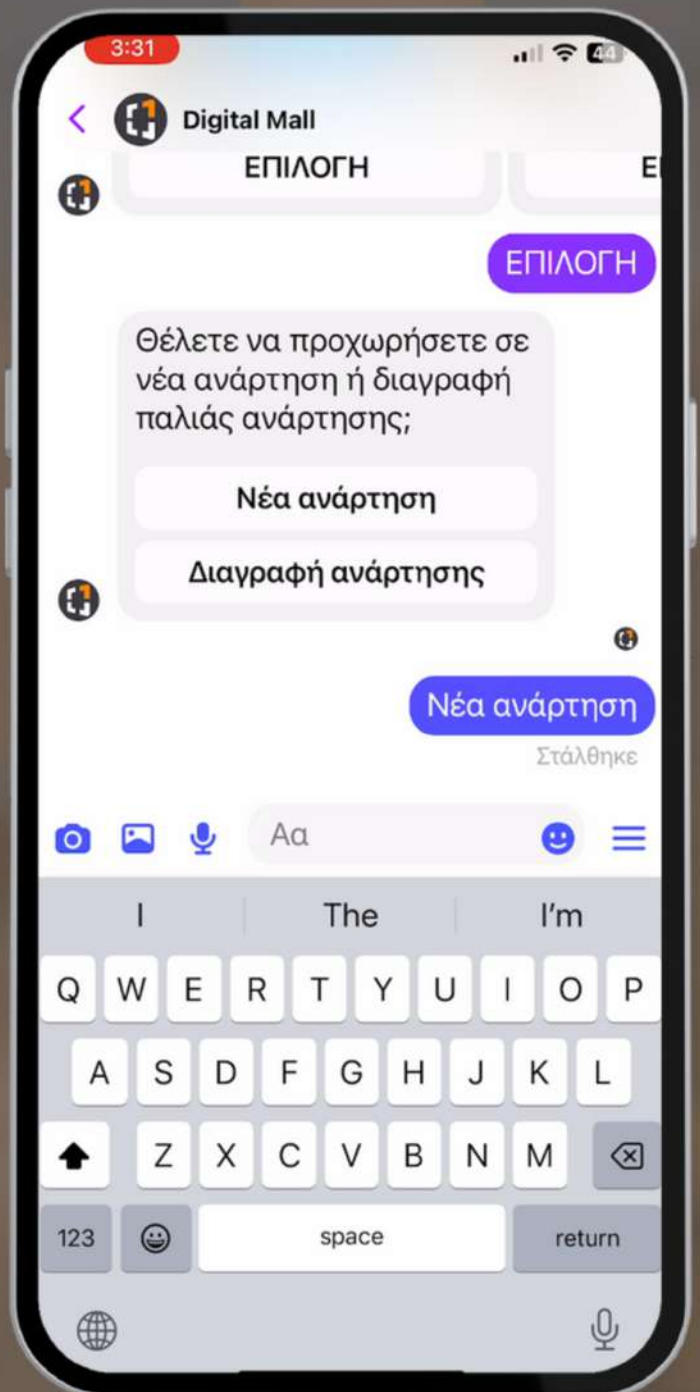 3:31
44
Digital Mall
ΕΠΙΛΟΓΗ
ΕΠΙΛΟΓΗ
Θέλετε να προχωρήσετε σε
νέα ανάρτηση ή διαγραφή
παλιάς ανάρτησης;
Νέα ανάρτηση
Διαγραφή ανάρτησης
Νέα ανάρτηση
Στάλθηκε
Αα
I The I'm
Q W E R T Y U I O P
A S D F G H J K L
Z X C V B N M
123 space return